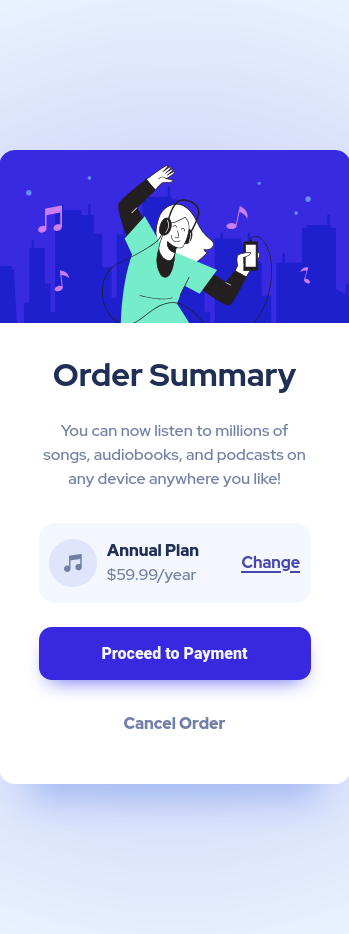 Order Summary
You can now listen to millions of
songs, audiobooks, and podcasts on
any device anywhere you like!
Annual Plan
$59.99/year
Change
Proceed to Payment
Cancel Order